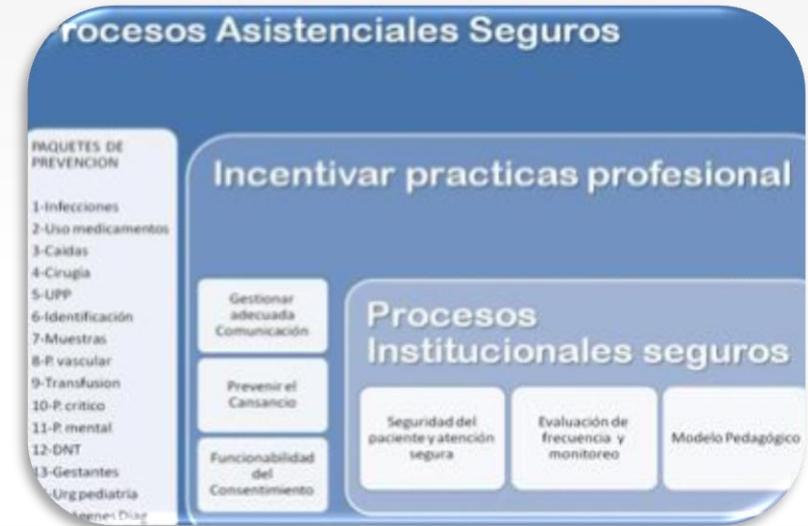 rocesos Asistenciales Seguros
PAQUETES DE
PREVENCION
1-Infecciones
2-Uso medicamentos
3-Caidas
4-Cirugía
5-UPP
6-Identificación
7-Muestras
8-P. vascular
9-Transfusion
10-P. critico
11-P. mental
12-DNT
13-Gestantes
Urg pediatria
Diag
Incentivar practicas profesional
Gestionar
adecuada
Comunicación
Prevenir el
Cansancio
Funcionabilidad
del
Consentimiento
Procesos
Institucionales seguros
Seguridad del
paciente y atención
segura
Evaluación de
frecuencia y
monitoreo
Modelo Pedagógico